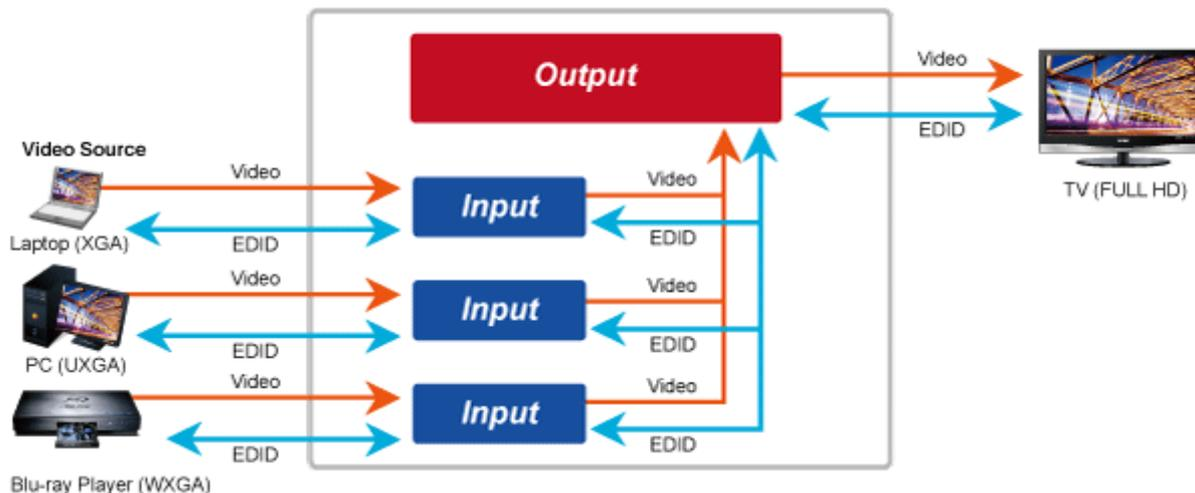 Output
Video
EDID
TV (FULL HD)
Video Source
Laptop (XGA)
Video
EDID
Input
Video
EDID
PC (UXGA)
Video
EDID
Input
Video
EDID
Blu-ray Player (WXGA)
Video
EDID
Input
Video
EDID